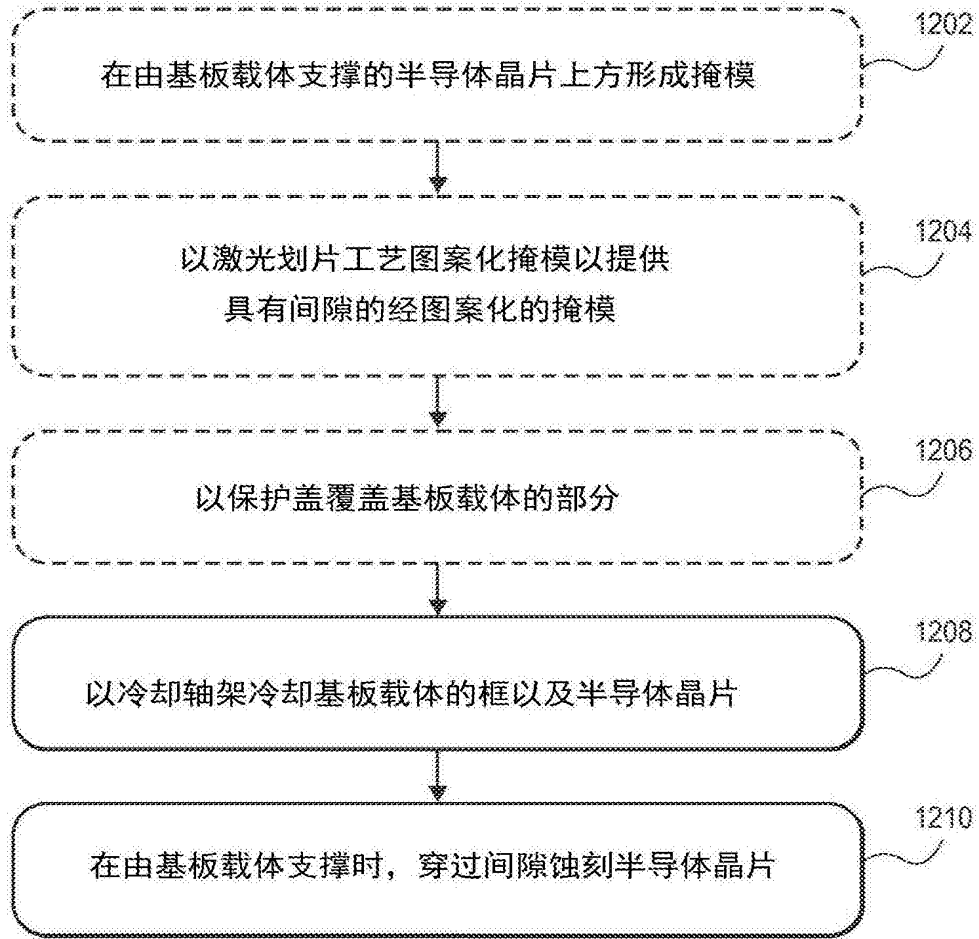 1202
在由基板载体支撑的半导体晶片上方形成掩模
1204
以激光划片工艺图案化掩模以提供
具有间隙的经图案化的掩模
1206
以保护盖覆盖基板载体的部分
1208
以冷却轴架冷却基板载体的框以及半导体晶片
1210
在由基板载体支撑时，穿过间隙蚀刻半导体晶片